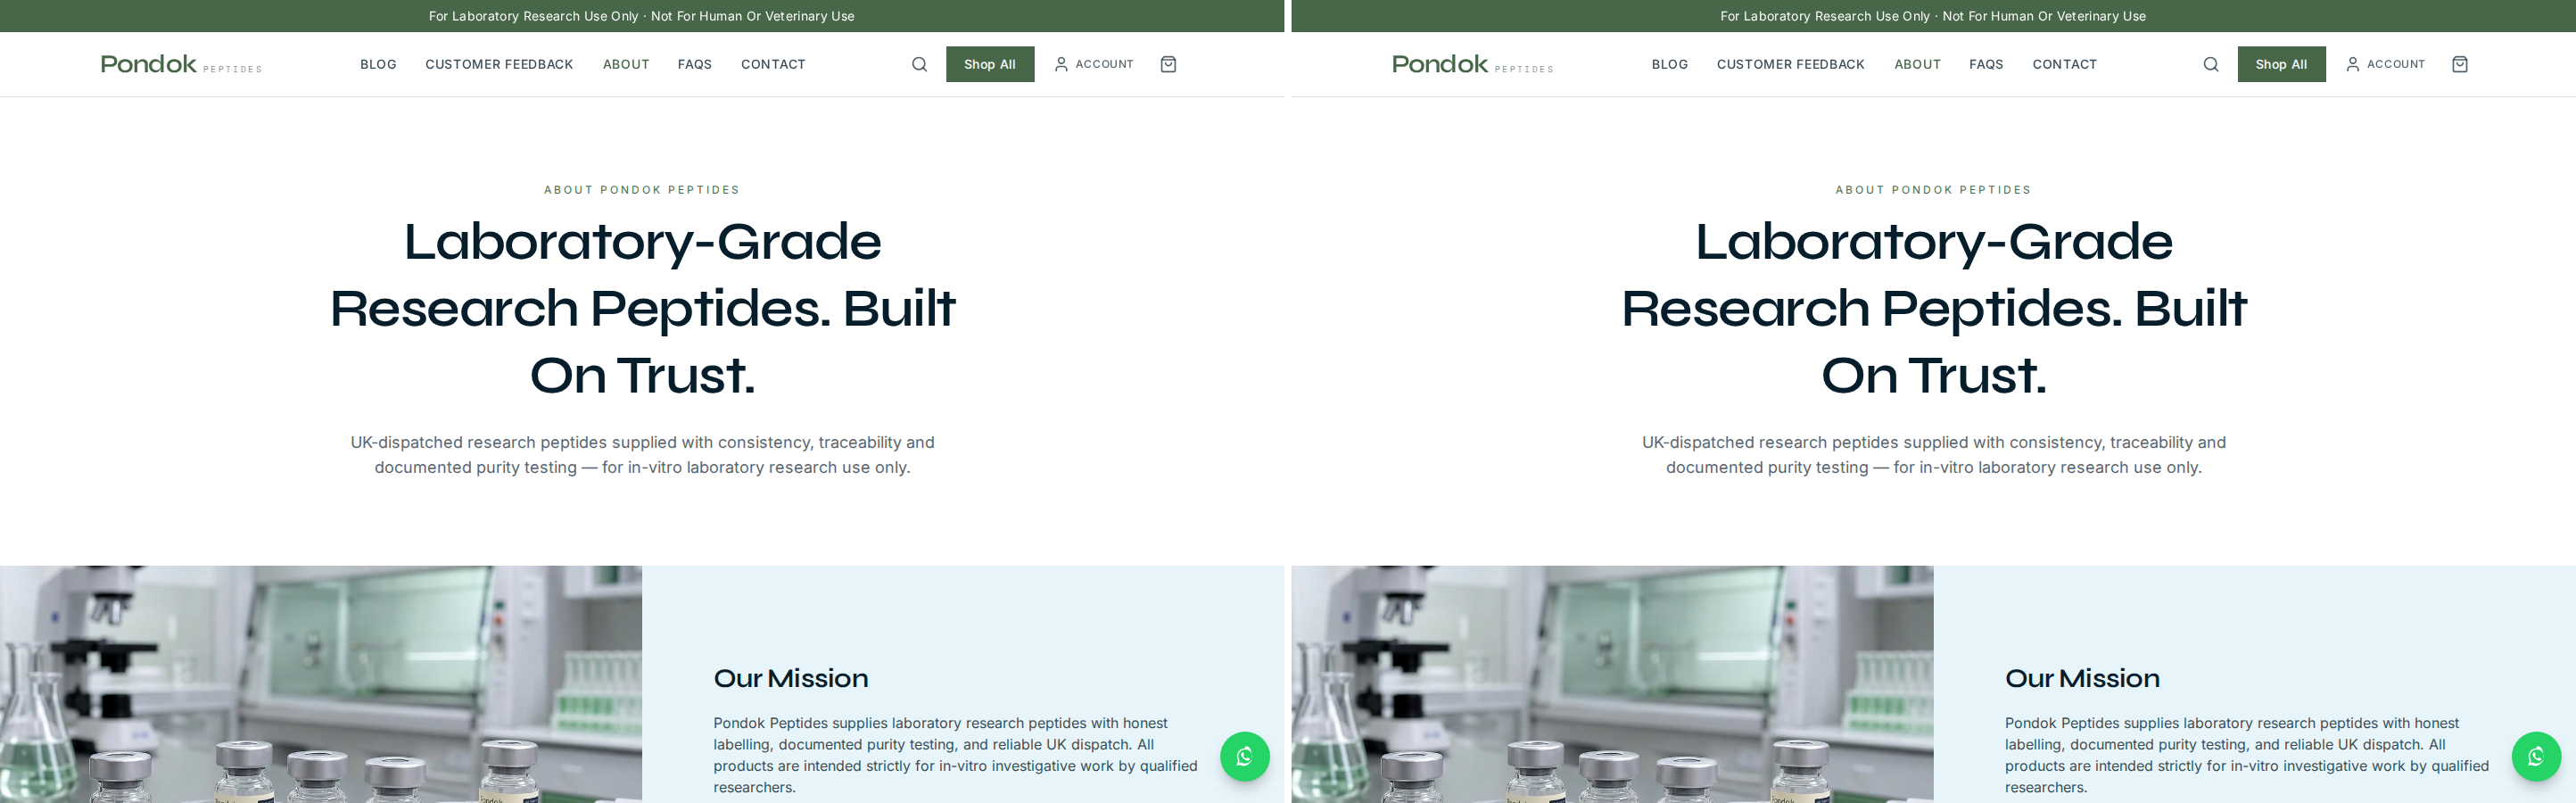 For Laboratory Research Use Only · Not For Human Or Veterinary Use
Pondok PEPTIDES BLOG CUSTOMER FEEDBACK ABOUT FAQS CONTACT Shop All ACCOUNT
ABOUT PONDOK PEPTIDES
Laboratory-Grade
Research Peptides. Built
On Trust.
UK-dispatched research peptides supplied with consistency, traceability and
documented purity testing — for in-vitro laboratory research use only.
Our Mission
Pondok Peptides supplies laboratory research peptides with honest
labelling, documented purity testing, and reliable UK dispatch. All
products are intended strictly for in-vitro investigative work by qualified
researchers.
Pondok
Pondok
For Laboratory Research Use Only · Not For Human Or Veterinary Use
Pondok PEPTIDES BLOG CUSTOMER FEEDBACK ABOUT FAQS CONTACT Shop All ACCOUNT
ABOUT PONDOK PEPTIDES
Laboratory-Grade
Research Peptides. Built
On Trust.
UK-dispatched research peptides supplied with consistency, traceability and
documented purity testing — for in-vitro laboratory research use only.
Our Mission
Pondok Peptides supplies laboratory research peptides with honest
labelling, documented purity testing, and reliable UK dispatch. All
products are intended strictly for in-vitro investigative work by qualified
researchers.
Pondok
Pondok